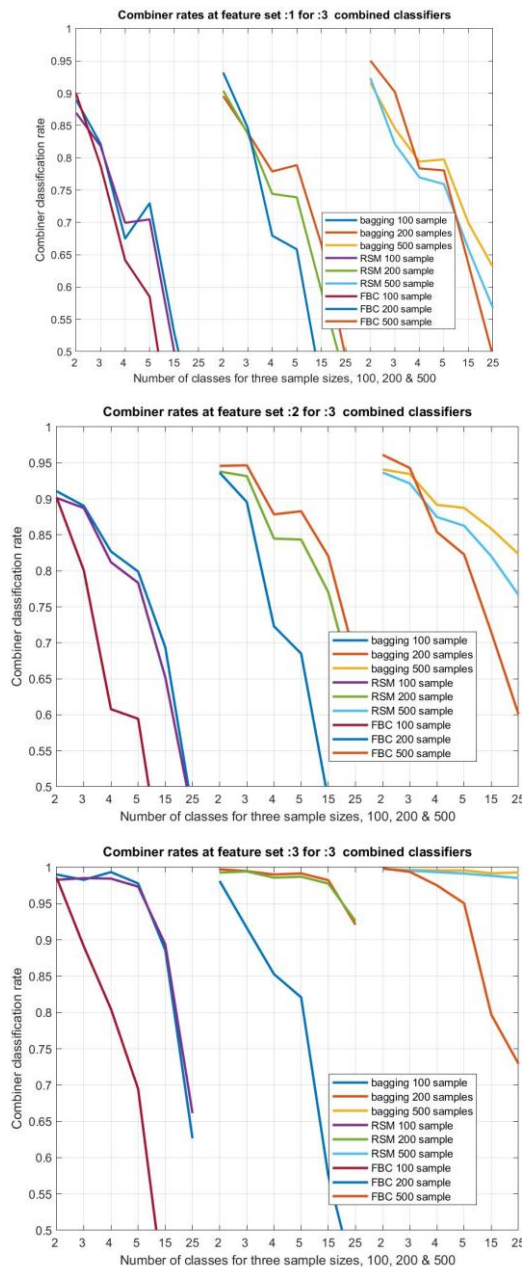 Combiner rates at feature set :1 for :3 combined classifiers
Combiner classification rate
1
0.95
0.9
0.85
0.8
0.75
0.7
0.65
0.6
0.55
0.5
bagging 100 sample
bagging 200 samples
bagging 500 samples
RSM 100 sample
RSM 200 sample
RSM 500 sample
FBC 100 sample
FBC 200 sample
FBC 500 sample
2 3 4 5 15 25 2 3 4 5 15 25 2 3 4 5 15 25
Number of classes for three sample sizes, 100, 200 & 500
Combiner rates at feature set :2 for :3 combined classifiers
Combiner classification rate
1
0.95
0.9
0.85
0.8
0.75
0.7
0.65
0.6
0.55
0.5
bagging 100 sample
bagging 200 samples
bagging 500 samples
RSM 100 sample
RSM 200 sample
RSM 500 sample
FBC 100 sample
FBC 200 sample
FBC 500 sample
2 3 4 5 15 25 2 3 4 5 15 25 2 3 4 5 15 25
Number of classes for three sample sizes, 100, 200 & 500
Combiner rates at feature set :3 for :3 combined classifiers
Combiner classification rate
1
0.95
0.9
0.85
0.8
0.75
0.7
0.65
0.6
0.55
0.5
bagging 100 sample
bagging 200 samples
bagging 500 samples
RSM 100 sample
RSM 200 sample
RSM 500 sample
FBC 100 sample
FBC 200 sample
FBC 500 sample
2 3 4 5 15 25 2 3 4 5 15 25 2 3 4 5 15 25
Number of classes for three sample sizes, 100, 200 & 500